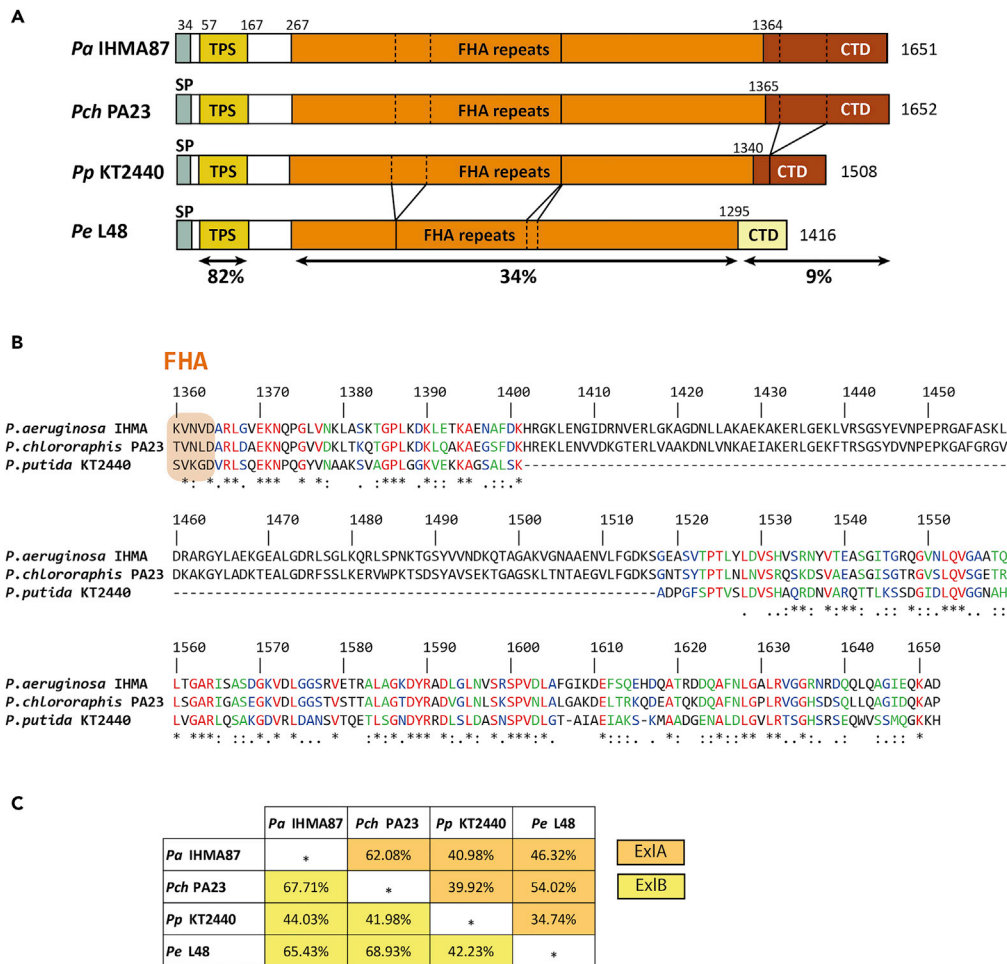 A
34 57 167 267 1364
Pa IHMA87 TPS FHA repeats CTD 1651
SP 1365
Pch PA23 TPS FHA repeats CTD 1652
SP 1340
Pp KT2440 TPS FHA repeats CTD 1508
SP 1295
Pe L48 TPS FHA repeats CTD 1416
82% 34% 9%
B
FHA
1360 1370 1380 1390 1400 1410 1420 1430 1440 1450
P.aeruginosa IHMA KVNVDARLGVEKNQPGLVNKLASKTGPLKDKLETKAENAFDKHRGKLENGIDRNVERLGKAGDNLLAKAEKAKERLGEKLVRSGSYEVNPEPRGAFASKL
P.chlororaphis PA23 TVNLDARLDAEKNQPGVVDKLTKQTGPLKDKLQAKAEGSFDKHREKLENVVDKGTERLVAAKDNLVNKAEKIAKERLGEKFTRSGSYDVNPEPKGAFGRGV
P.putida KT2440 SVKGDVRLSQEKNPQGYVNAAKSVAGPLGGKVEKKAGSALSK-----------------------------------------------------------
1460 1470 1480 1490 1500 1520 1530 1540 1550
P.aeruginosa IHMA DRARGYLAEKGEALGDRLSGLKQRLSPNKTGSYVVNDKQTAGAKVGNAAENVLFGDKSGEASVTPTLYLDVSHVSRNYVTEASGITGRQGVNLQVGAATQ
P.chlororaphis PA23 DKAKGYLADKTEALGDRFSSLKERVWPKTSDSYAVSEKTGAGSKLTNTAEGVLFGDKSGNTSYTPTLNLNVSRQSKDSVAEASGISGTRGVSLQVSGETR
P.putida KT2440 ----------------------------------------------------------ADPGFSPTVSLDVSHAQRDNVARQTTLKSSDGIDLQVGGNAH
1560 1570 1580 1590 1600 1610 1620 1630 1640 1650
P.aeruginosa IHMA LTGARISASDGKVDLGGSRVETRALAGKDYRADLGLNVSRSPVDLAFGIKDEFSQEHDQATRDDQAFNLGALRVGGRNRDQQLQAGIEQKAD
P.chlororaphis PA23 LSGARIGASEGKVDLGGSTVSTTALAGKDYRADVGLNLSKSPVDLAKGAKDELTRKQDEATQKDQAFNLGPLRVGGHSDSQLLQAGIDQKAP
P.putida KT2440 LVGARLQSAKGDVRLDANSVTQETLSGNDYRRDLSLDASNSPVDLGT-AIAEIAKS-KMAADGENALDLGVLRTSGHSRSEQWVSSMQGKKH
C
Pa IHMA87 Pch PA23 Pp KT2440 Pe L48
Pa IHMA87 * 62.08% 40.98% 46.32% ExlA
Pch PA23 67.71% * 39.92% 54.02% ExlB
Pp KT2440 44.03% 41.98% * 34.74%
Pe L48 65.43% 68.93% 42.23% *